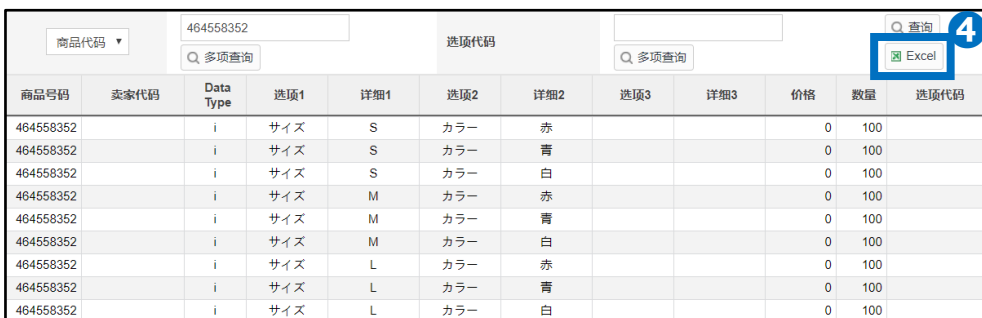 商品代码 ▼ 464558352 选项代码 查询 4
多项查询 多项查询 Excel
商品号码 卖家代码 Data Type 选项1 详细1 选项2 详细2 选项3 详细3 价格 数量 选项代码
464558352 i サイズ S カラー 赤 0 100
464558352 i サイズ S カラー 青 0 100
464558352 i サイズ S カラー 白 0 100
464558352 i サイズ M カラー 赤 0 100
464558352 i サイズ M カラー 青 0 100
464558352 i サイズ M カラー 白 0 100
464558352 i サイズ L カラー 赤 0 100
464558352 i サイズ L カラー 青 0 100
464558352 i サイズ L カラー 白 0 100